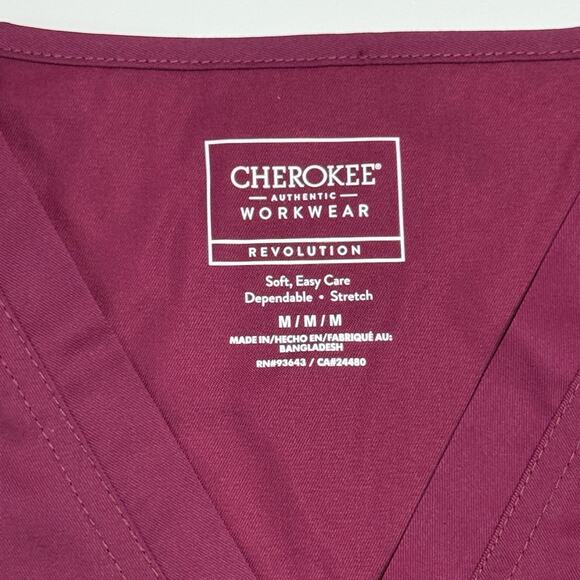 CHEROKEE®
AUTHENTIC
WORKWEAR
REVOLUTION
Soft, Easy Care
Dependable • Stretch
M / M / M
MADE IN/HECHO EN/FABRIQUÉ AU:
BANGLADESH
RN#93643 / CA#24480